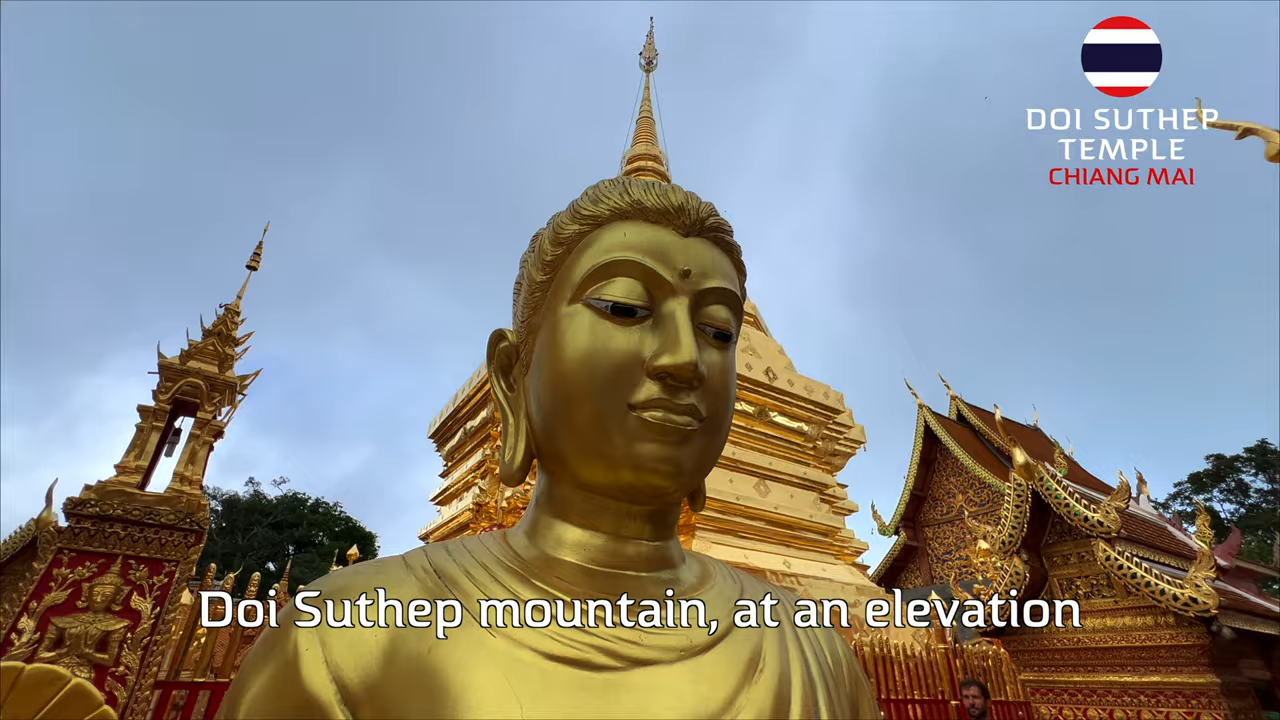 DOI SUTHEP
TEMPLE
CHIANG MAI
Doi Suthep mountain, at an elevation